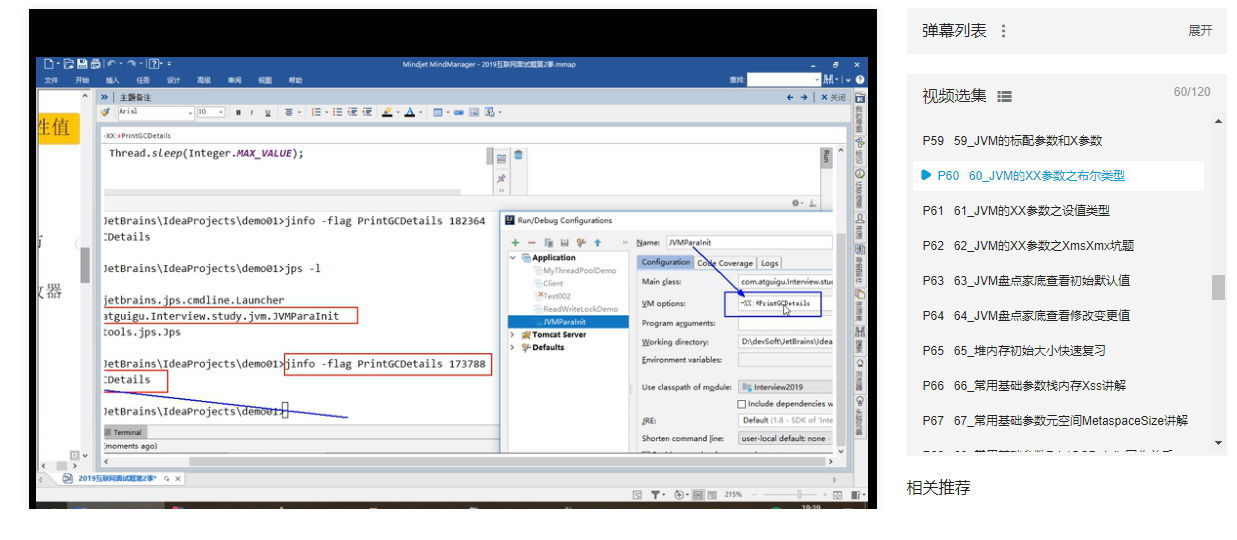 弹幕列表
展开
视频选集
60/120
P59 59_JVM的标配参数和X参数
P60 60_JVM的XX参数之布尔类型
P61 61_JVM的XX参数之设值类型
P62 62_JVM的XX参数之XmsXmx坑题
P63 63_JVM盘点家底查看初始默认值
P64 64_JVM盘点家底查看修改变更值
P65 65_堆内存初始大小快速复习
P66 66_常用基础参数栈内存Xss讲解
P67 67_常用基础参数元空间MetaspaceSize讲解
相关推荐
Mindjet MindManager - 2019互联网面试题第2季.mmap
文件 开始 插入 任务 设计 高级 审阅 视图 帮助
查找:
主题备注
关闭
Arial
10
性值
-XX:+PrintGCDetails
Thread.sleep(Integer.MAX_VALUE);
Run
JetBrains\IdeaProjects\demo01>jinfo -flag PrintGCDetails 182364
CDetails
JetBrains\IdeaProjects\demo01>jps -l
jetbrains.jps.cmdline.Launcher
atguigu.Interview.study.jvm.JVMParaInit
tools.jps.Jps
JetBrains\IdeaProjects\demo01>jinfo -flag PrintGCDetails 173788
CDetails
JetBrains\IdeaProjects\demo01>
Terminal
(moments ago)
Run/Debug Configurations
Name: JVMParaInit
Application
MyThreadPoolDemo
Client
Test002
ReadWriteLockDemo
JVMParaInit
Tomcat Server
Defaults
Configuration Code Coverage Logs
Main class: com.atguigu.Interview.stud
VM options: -XX:+PrintGCDetails
Program arguments:
Working directory: D:\devSoft\JetBrains\Idea
Environment variables:
Use classpath of module: Interview2019
Include dependencies w
JRE: Default (1.8 - SDK of 'Inte
Shorten command line: user-local default: none
2019互联网面试题第2季*
215%
19:39